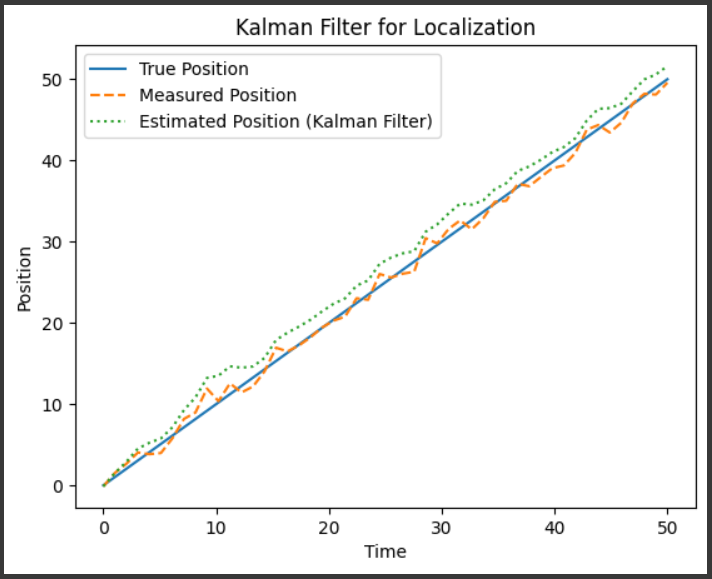 Kalman Filter for Localization
True Position
Measured Position
Estimated Position (Kalman Filter)
50
40
30
20
10
0
Position
0 10 20 30 40 50
Time